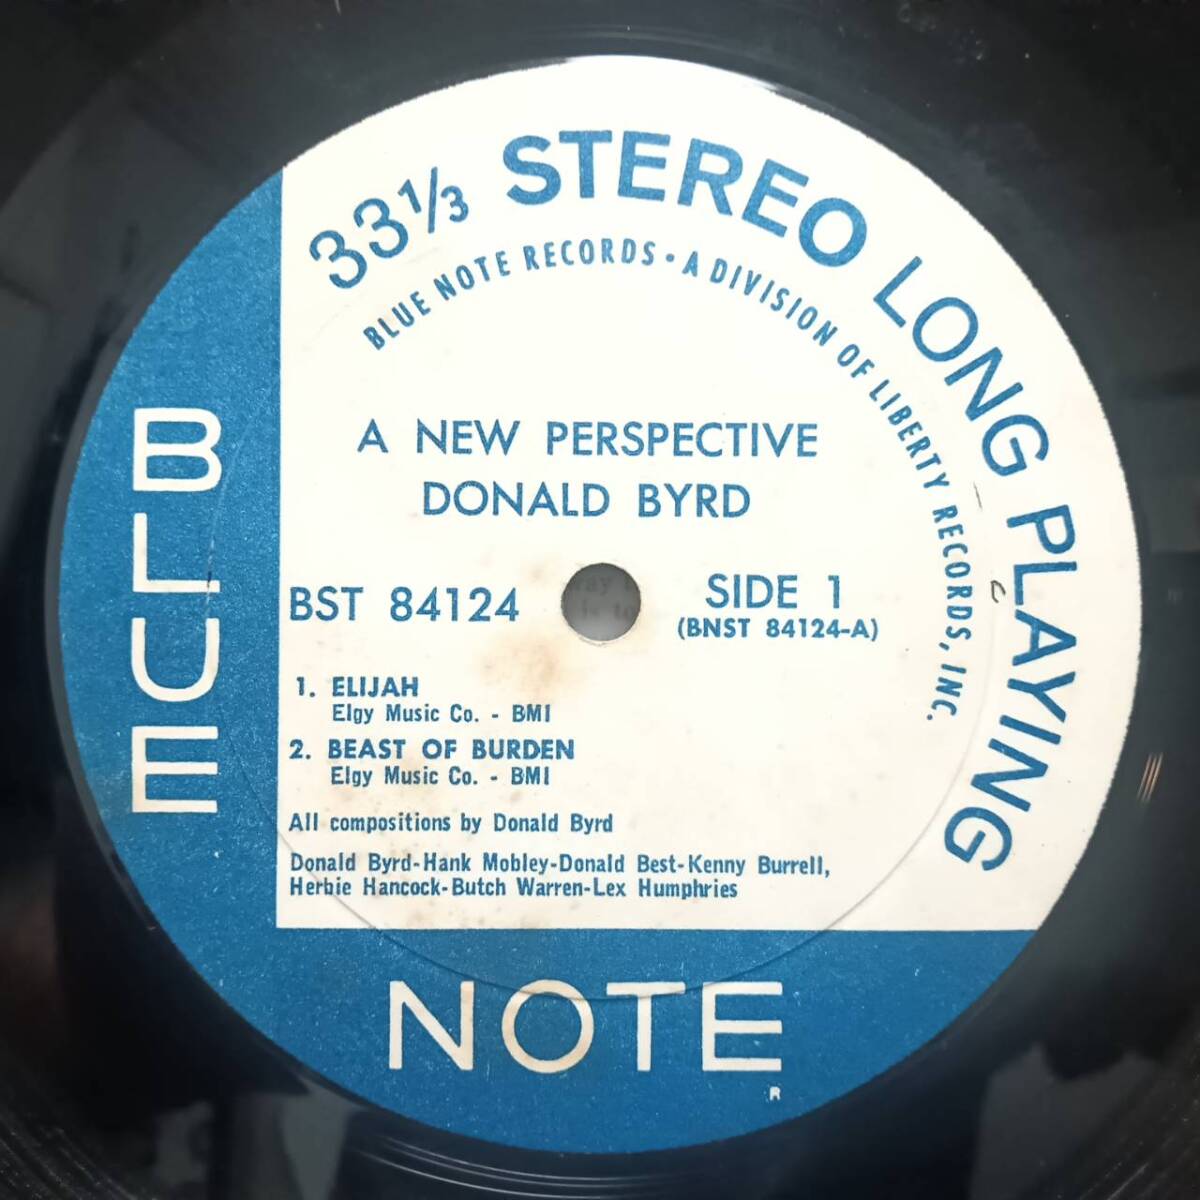 33⅓ STEREO LONG PLAYING
BLUE NOTE RECORDS • A DIVISION OF LIBERTY RECORDS, INC.
A NEW PERSPECTIVE
DONALD BYRD
BST 84124
SIDE 1
(BNST 84124-A)
1. ELIJAH
Elgy Music Co. - BMI
2. BEAST OF BURDEN
Elgy Music Co. - BMI
All compositions by Donald Byrd
Donald Byrd-Hank Mobley-Donald Best-Kenny Burrell,
Herbie Hancock-Butch Warren-Lex Humphries
BLUE
NOTE
R